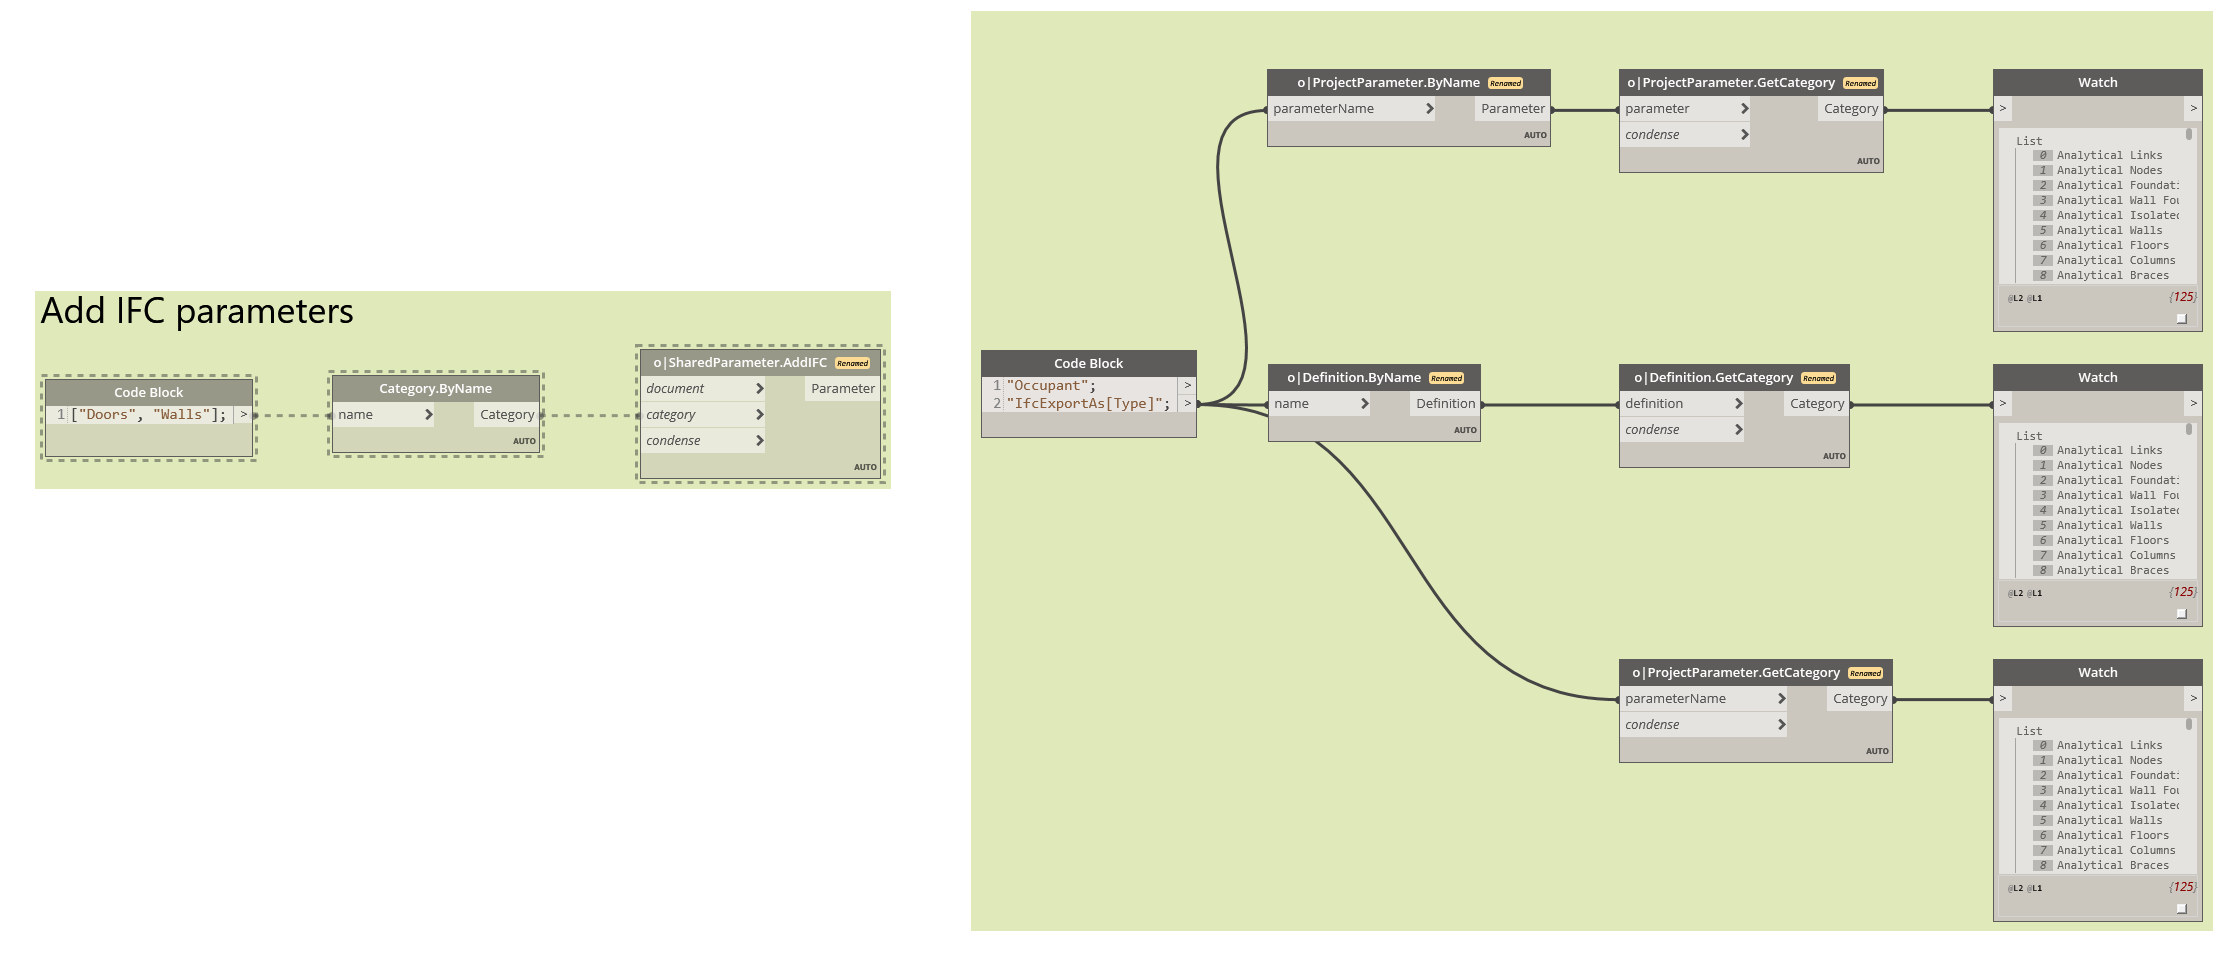 Add IFC parameters
Code Block
1 ["Doors", "Walls"]; >
Category.ByName
name Category
AUTO
o|SharedParameter.AddIFC Renamed
document Parameter
category
condense
AUTO
Code Block
1 "Occupant"; >
2 "IfcExportAs[Type]"; >
o|ProjectParameter.ByName Renamed
parameterName Parameter
AUTO
o|ProjectParameter.GetCategory Renamed
parameter Category
condense
AUTO
Watch
> >
List
0 Analytical Links
1 Analytical Nodes
2 Analytical Foundati
3 Analytical Wall Fou
4 Analytical Isolated
5 Analytical Walls
6 Analytical Floors
7 Analytical Columns
8 Analytical Braces
@L2 @L1 {125}
o|Definition.ByName Renamed
name Definition
AUTO
o|Definition.GetCategory Renamed
definition Category
condense
AUTO
Watch
> >
List
0 Analytical Links
1 Analytical Nodes
2 Analytical Foundati
3 Analytical Wall Fou
4 Analytical Isolated
5 Analytical Walls
6 Analytical Floors
7 Analytical Columns
8 Analytical Braces
@L2 @L1 {125}
o|ProjectParameter.GetCategory Renamed
parameterName Category
condense
AUTO
Watch
> >
List
0 Analytical Links
1 Analytical Nodes
2 Analytical Foundati
3 Analytical Wall Fou
4 Analytical Isolated
5 Analytical Walls
6 Analytical Floors
7 Analytical Columns
8 Analytical Braces
@L2 @L1 {125}